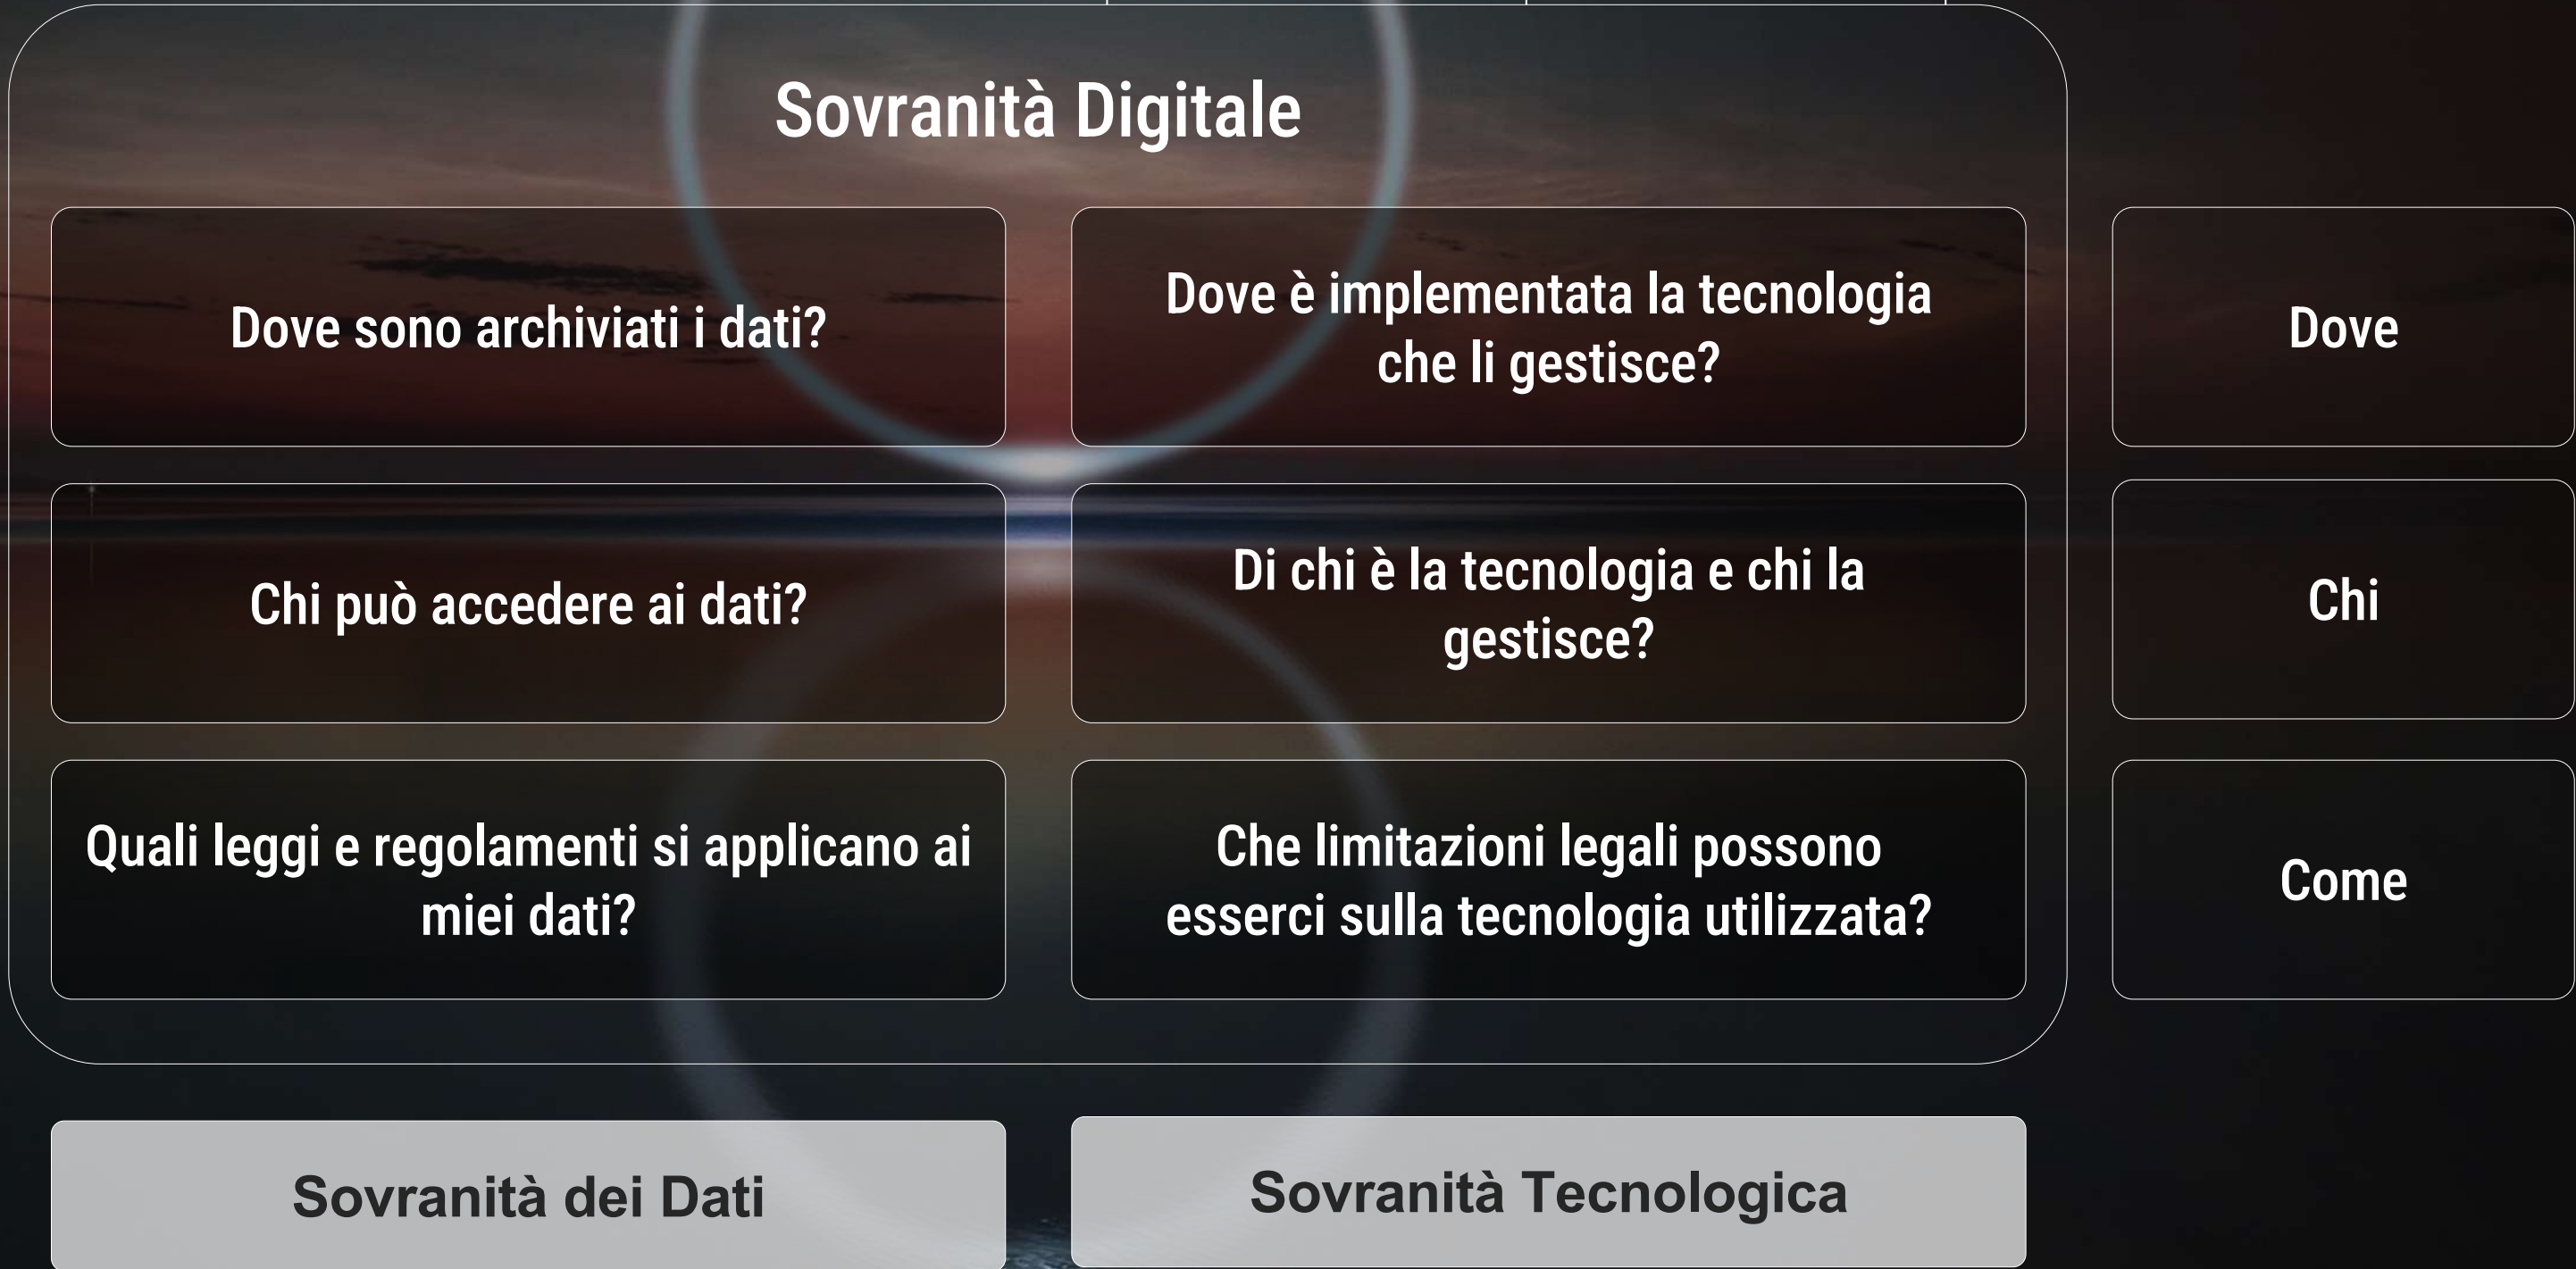 Sovranità Digitale
Dove sono archiviati i dati?
Dove è implementata la tecnologia
che li gestisce?
Dove
Chi può accedere ai dati?
Di chi è la tecnologia e chi la
gestisce?
Chi
Quali leggi e regolamenti si applicano ai
miei dati?
Che limitazioni legali possono
esserci sulla tecnologia utilizzata?
Come
Sovranità dei Dati
Sovranità Tecnologica